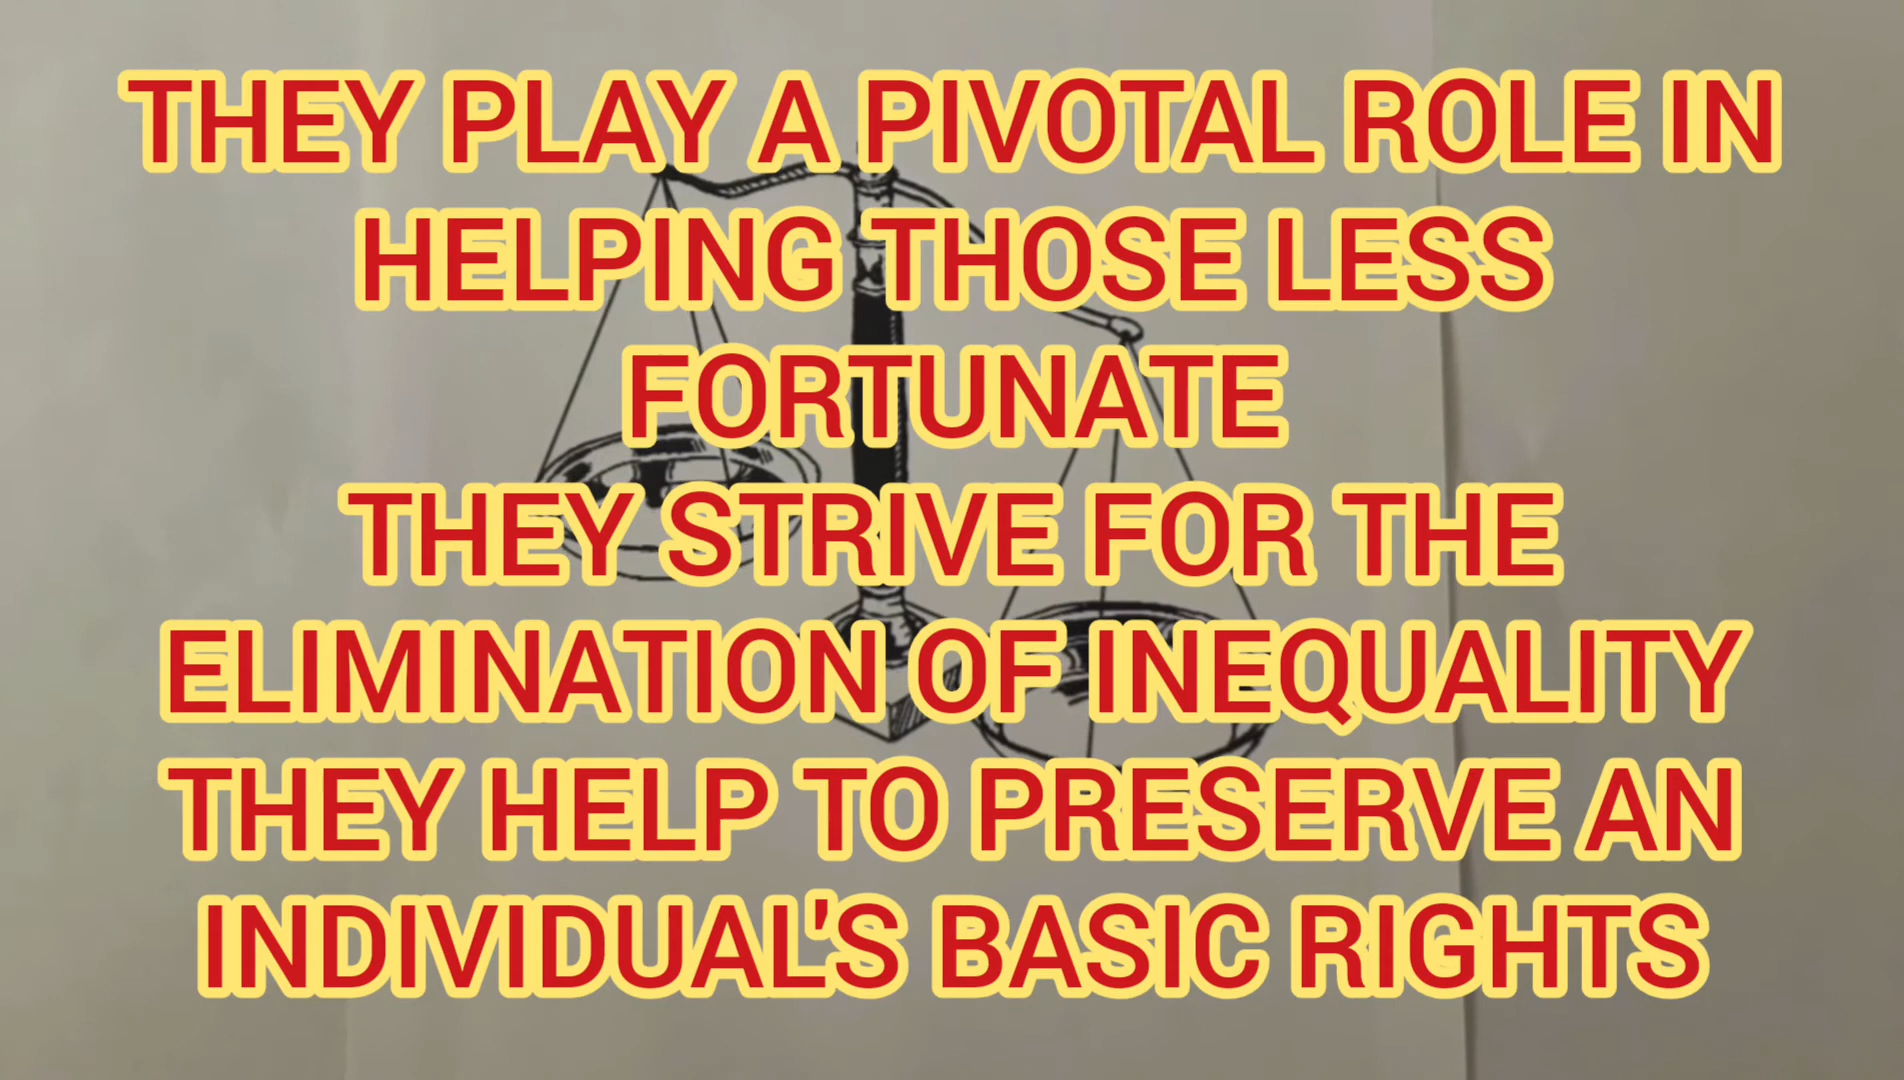 THEY PLAY A PIVOTAL ROLE IN
HELPING THOSE LESS
FORTUNATE
THEY STRIVE FOR THE
ELIMINATION OF INEQUALITY
THEY HELP TO PRESERVE AN
INDIVIDUAL'S BASIC RIGHTS